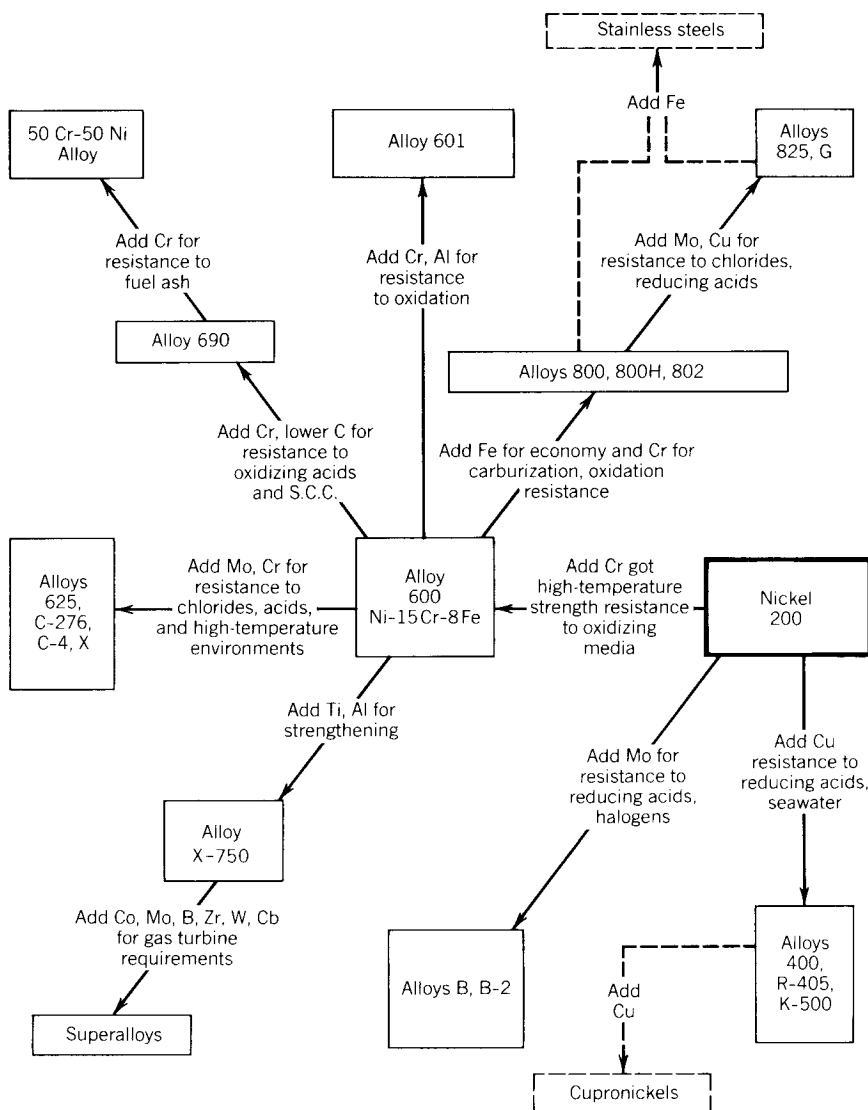 Stainless steels
Add Fe
50 Cr-50 Ni
Alloy
Alloy 601
Alloys
825, G
Add Cr for
resistance to
fuel ash
Add Cr, Al for
resistance
to oxidation
Add Mo, Cu for
resistance to chlorides,
reducing acids
Alloy 690
Alloys 800, 800H, 802
Add Cr, lower C for
resistance to
oxidizing acids
and S.C.C.
Add Fe for economy and Cr for
carburization, oxidation
resistance
Alloys
625,
C-276,
C-4, X
Add Mo, Cr for
resistance to
chlorides, acids,
and high-temperature
environments
Alloy
600
Ni-15Cr-8Fe
Add Cr got
high-temperature
strength resistance
to oxidizing
media
Nickel
200
Add Ti, Al for
strengthening
Add Mo for
resistance to
reducing acids,
halogens
Add Cu
resistance to
reducing acids,
seawater
Alloy
X-750
Add Co, Mo, B, Zr, W, Cb
for gas turbine
requirements
Superalloys
Alloys B, B-2
Alloys
400,
R-405,
K-500
Add
Cu
Cupronickels